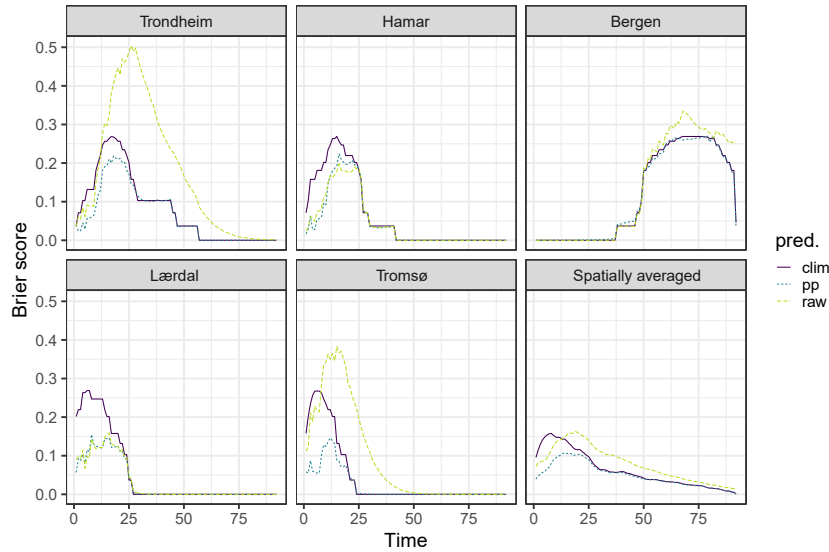 Trondheim Hamar Bergen
0.5
0.4
0.3
0.2
0.1
0.0
Lærdal Tromsø Spatially averaged
0.5
0.4
0.3
0.2
0.1
0.0
0 25 50 75 0 25 50 75 0 25 50 75
Time
Brier score
pred.
clim
pp
raw